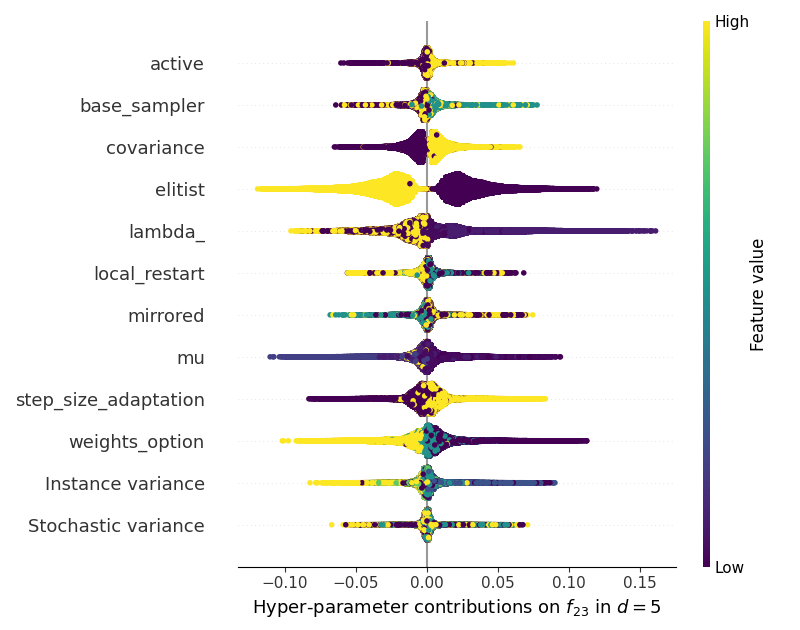 High
active
base_sampler
covariance
elitist
lambda_
local_restart
mirrored
mu
step_size_adaptation
weights_option
Instance variance
Stochastic variance
Feature value
Low
−0.10 −0.05 0.00 0.05 0.10 0.15
Hyper-parameter contributions on f₂₃ in d = 5